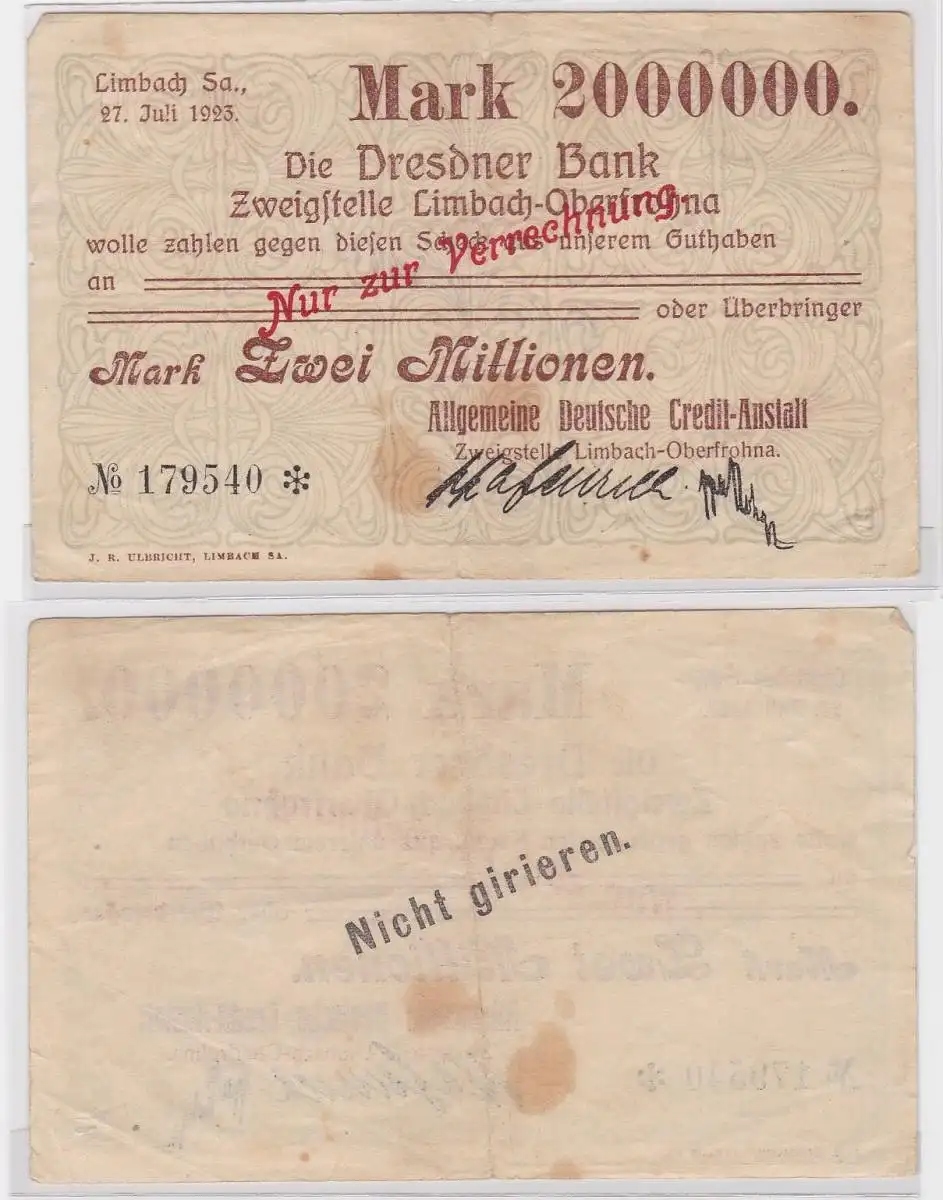 Limbach Sa.,
27. Juli 1923.
Mark 2000000.
Die Dresdner Bank
Zweigstelle Limbach-Oberfrohna
wolle zahlen gegen diesen Scheck aus unserem Guthaben
an
oder Überbringer
Nur zur Verrechnung.
Mark Zwei Millionen.
Allgemeine Deutsche Credit-Anstalt
Zweigstelle Limbach-Oberfrohna.
№ 179540 *
J. R. ULBRICHT, LIMBACH SA.
Nicht girieren.